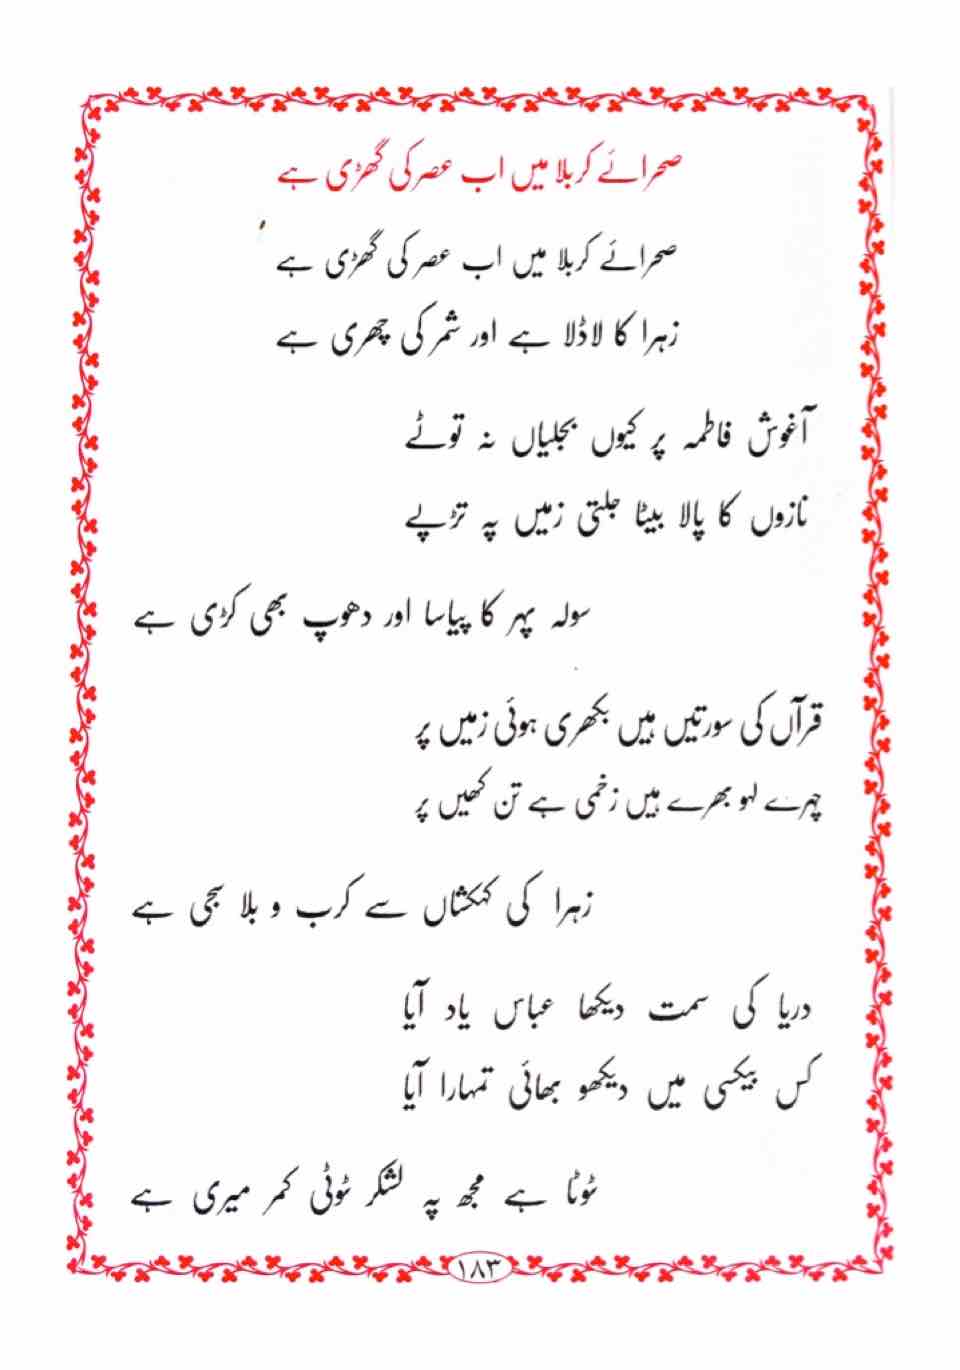 صحرائے کربلا میں اب عصر کی گھڑی ہے
صحرائے کربلا میں اب عصر کی گھڑی ہے
زہرا کا لاڈلا ہے اور شمر کی چھری ہے
آغوش فاطمہ پر کیوں بجلیاں نہ توٹے
نازوں کا پالا بیٹا جلتی زمیں پہ تڑپے
سولہ پہر کا پیاسا اور دھوپ بھی کڑی ہے
قرآں کی سورتیں ہیں بکھری ہوئی زمیں پر
چہرے لہو بھرے ہیں زخمی ہے تن کھیں پر
زہرا کی کہکشاں سے کرب و بلا سجی ہے
دریا کی سمت دیکھا عباس یاد آیا
کس بیکسی میں دیکھو بھائی تمہارا آیا
ٹوٹا ہے مجھ پہ لشکر ٹوٹی کمر میری ہے
۱۸۳